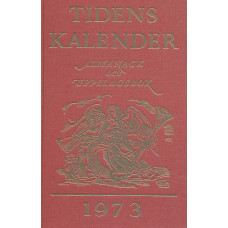 TIDENS
KALENDER
ALMANACK
OCH
UPPSLAGSBOK
1973